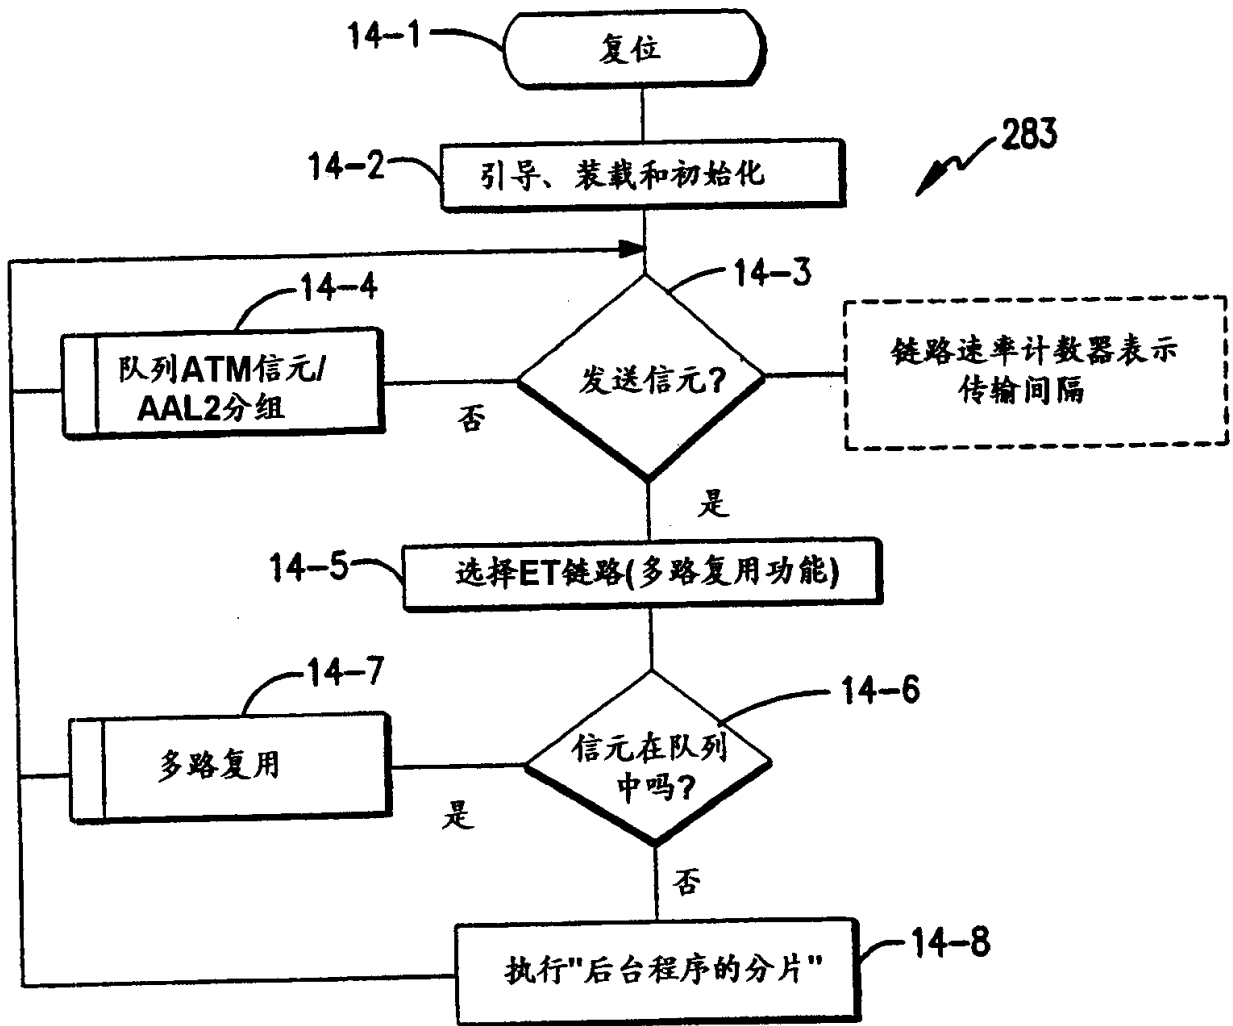 14-1
复位
283
14-2
引导、装载和初始化
14-3
14-4
队列ATM信元/
AAL2分组
否
发送信元?
链路速率计数器表示
传输间隔
是
14-5
选择ET链路(多路复用功能)
14-7
14-6
多路复用
是
信元在队列
中吗?
否
14-8
执行"后台程序的分片"